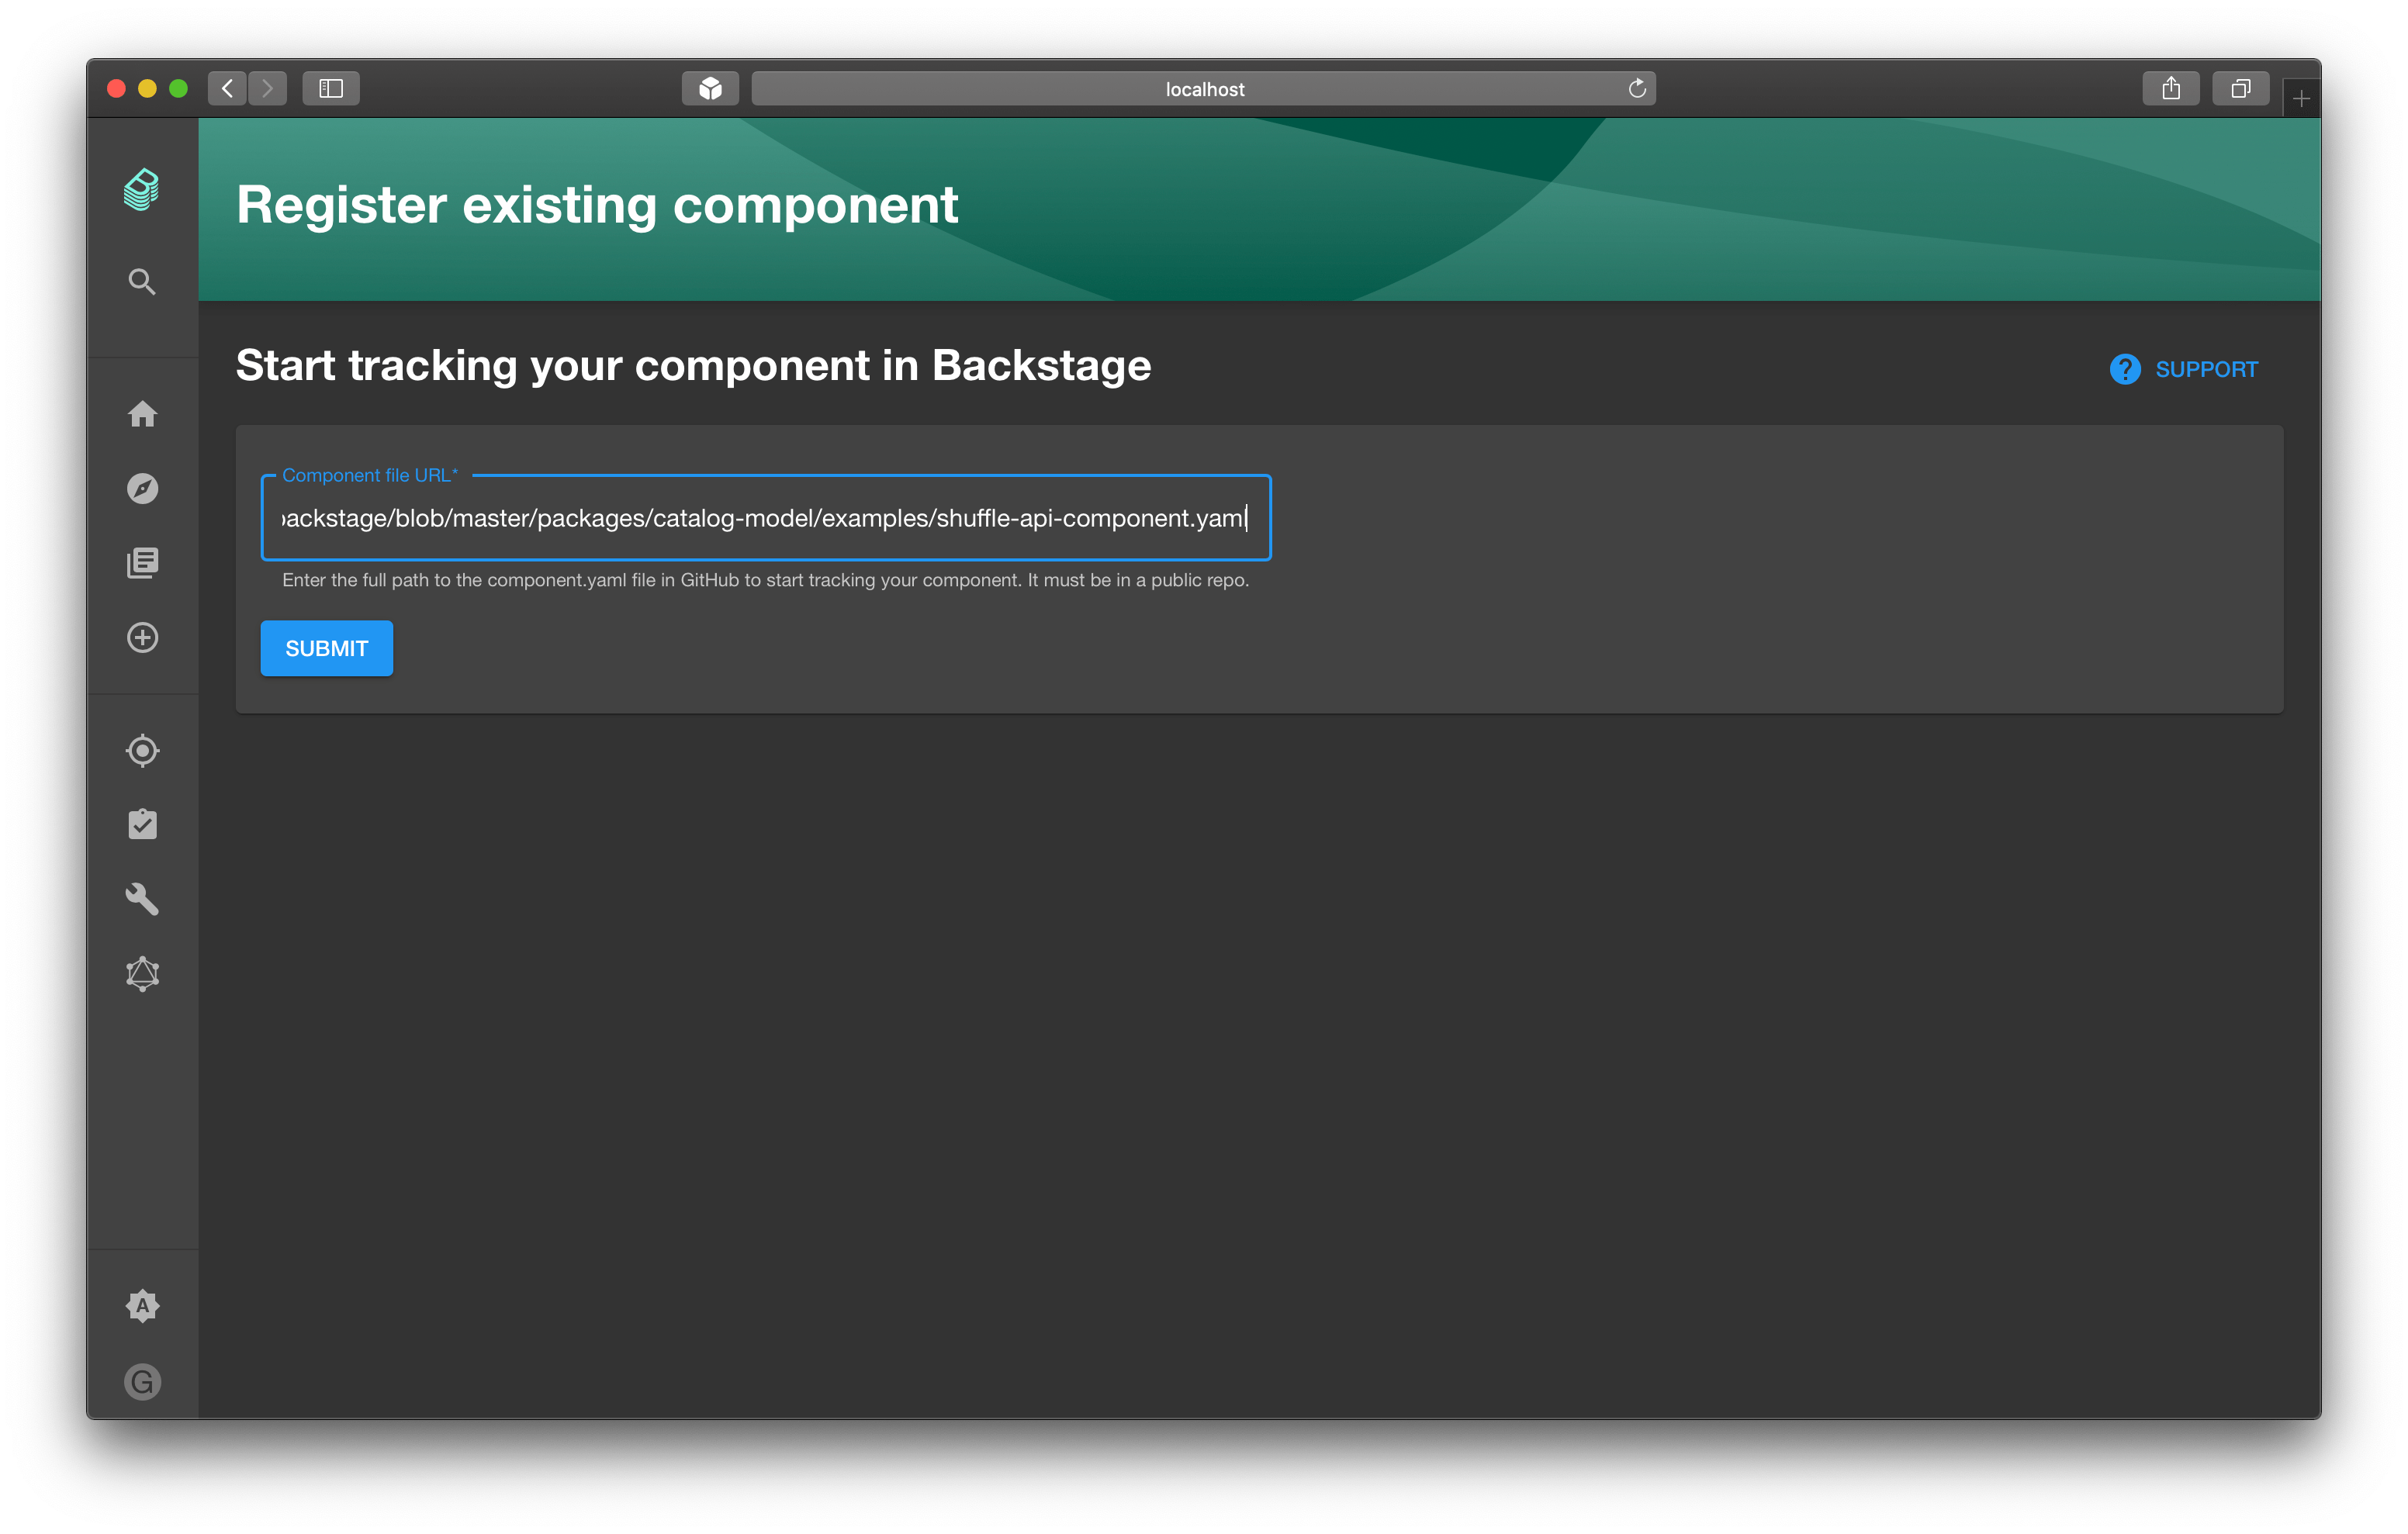 localhost
Register existing component
Start tracking your component in Backstage
SUPPORT
Component file URL*
backstage/blob/master/packages/catalog-model/examples/shuffle-api-component.yaml
Enter the full path to the component.yaml file in GitHub to start tracking your component. It must be in a public repo.
SUBMIT
A
G